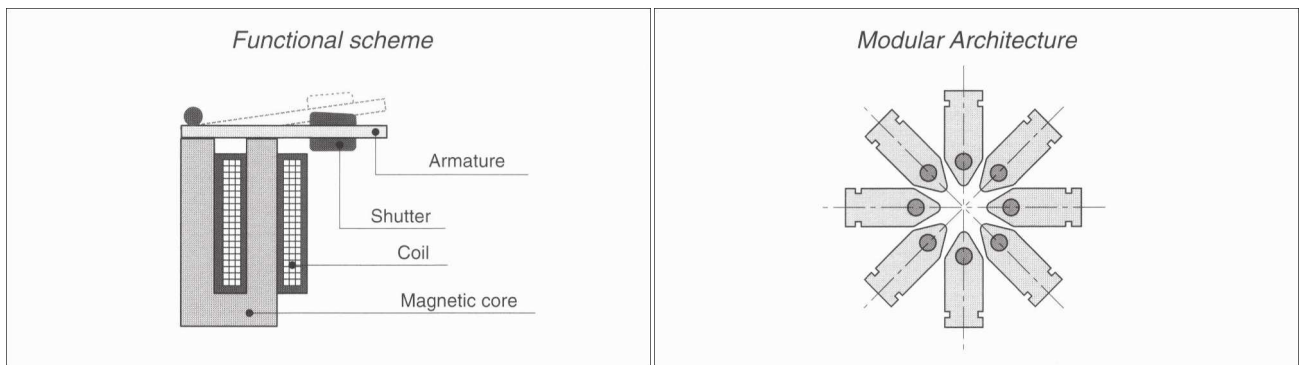 Functional scheme
Armature
Shutter
Coil
Magnetic core
Modular Architecture